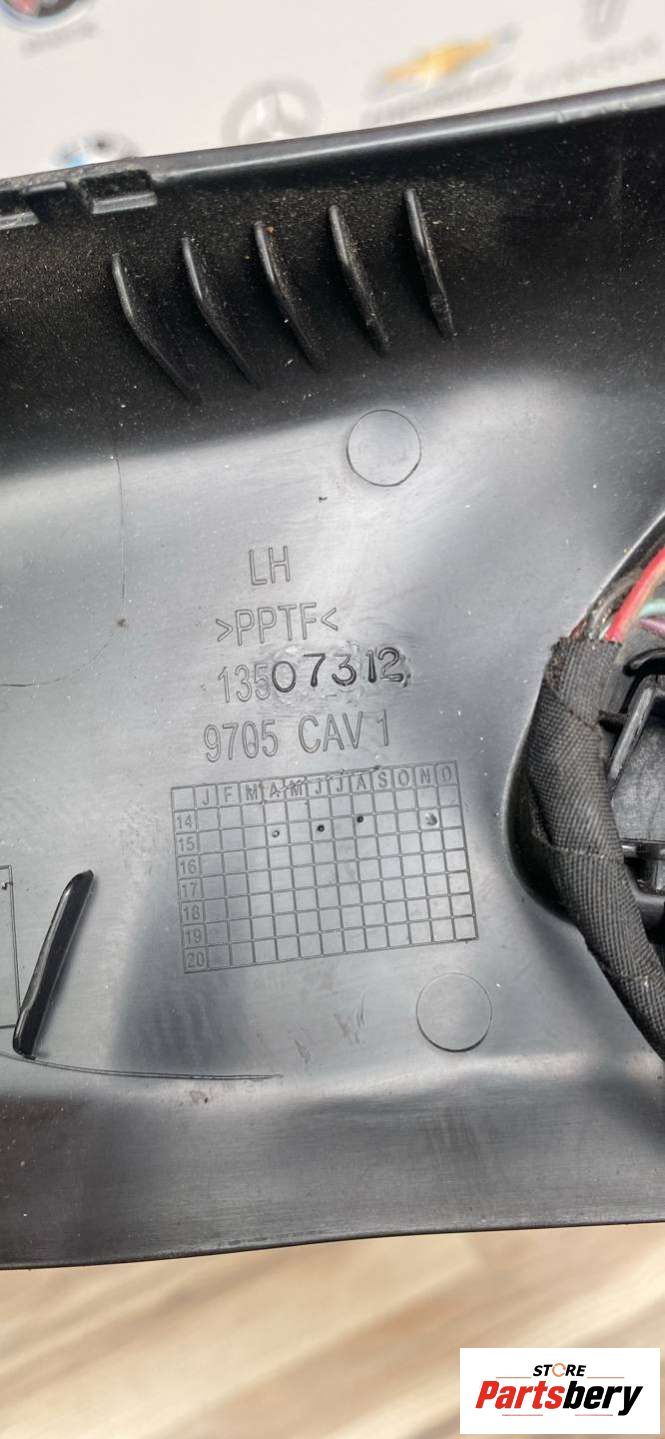 LH
>PPTF<
13507312
9705 CAV 1
J F M A M J J A S O N D
14
15
16
17
18
19
20
STORE
Partsbery